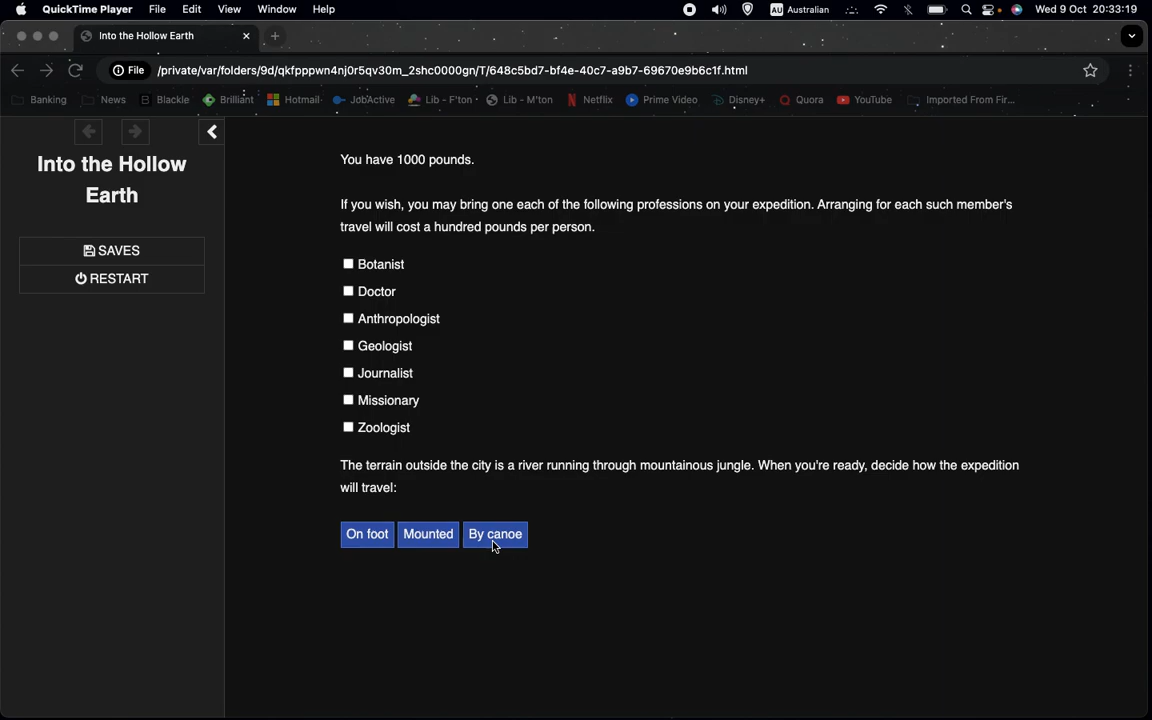 QuickTime Player File Edit View Window Help AU Australian Wed 9 Oct 20:33:19
Into the Hollow Earth
File /private/var/folders/9d/qkfpppwn4nj0r5qv30m_2shc0000gn/T/648c5bd7-bf4e-40c7-a9b7-69670e9b6c1f.html
Banking News Blackle Brilliant Hotmail JobActive Lib - F'ton Lib - M'ton Netflix Prime Video Disney+ Quora YouTube Imported From Fir...
Into the Hollow
Earth
SAVES
RESTART
You have 1000 pounds.
If you wish, you may bring one each of the following professions on your expedition. Arranging for each such member's
travel will cost a hundred pounds per person.
Botanist
Doctor
Anthropologist
Geologist
Journalist
Missionary
Zoologist
The terrain outside the city is a river running through mountainous jungle. When you're ready, decide how the expedition
will travel:
On foot Mounted By canoe